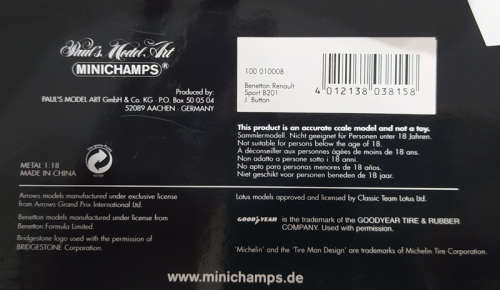 Paul's Model Art
MINICHAMPS®
Produced by:
PAUL'S MODEL ART GmbH & Co. KG · P.O. Box 50 05 04
52089 AACHEN · GERMANY
100 010008
Benetton Renault
Sport B201
J. Button
4 012138 038158
This product is an accurate ccale model and not a toy.
Sammlermodell. Nicht geeignet für Personen unter 18 Jahren.
Not suitable for persons below the age of 18.
À déconseiller aux personnes âgées de moins de 18 ans.
Non adatto a persone sotto i 18 anni.
No apto para personas menores de 18 años.
Niet geschikt voor personen beneden 18 jaar.
METAL 1:18
MADE IN CHINA
Arrows models manufactured under exclusive license
from Arrows Grand Prix International Ltd.
Benetton models manufactured under license from
Benetton Formula Limited.
Bridgestone logo used with the permission of
BRIDGESTONE Corporation.
Lotus models approved and licensed by Classic Team Lotus Ltd.
GOODYEAR is the trademark of the GOODYEAR TIRE & RUBBER
COMPANY. Used with permission.
'Michelin' and the 'Tire Man Design' are trademarks of Michelin Tire Corporation.
www.minichamps.de